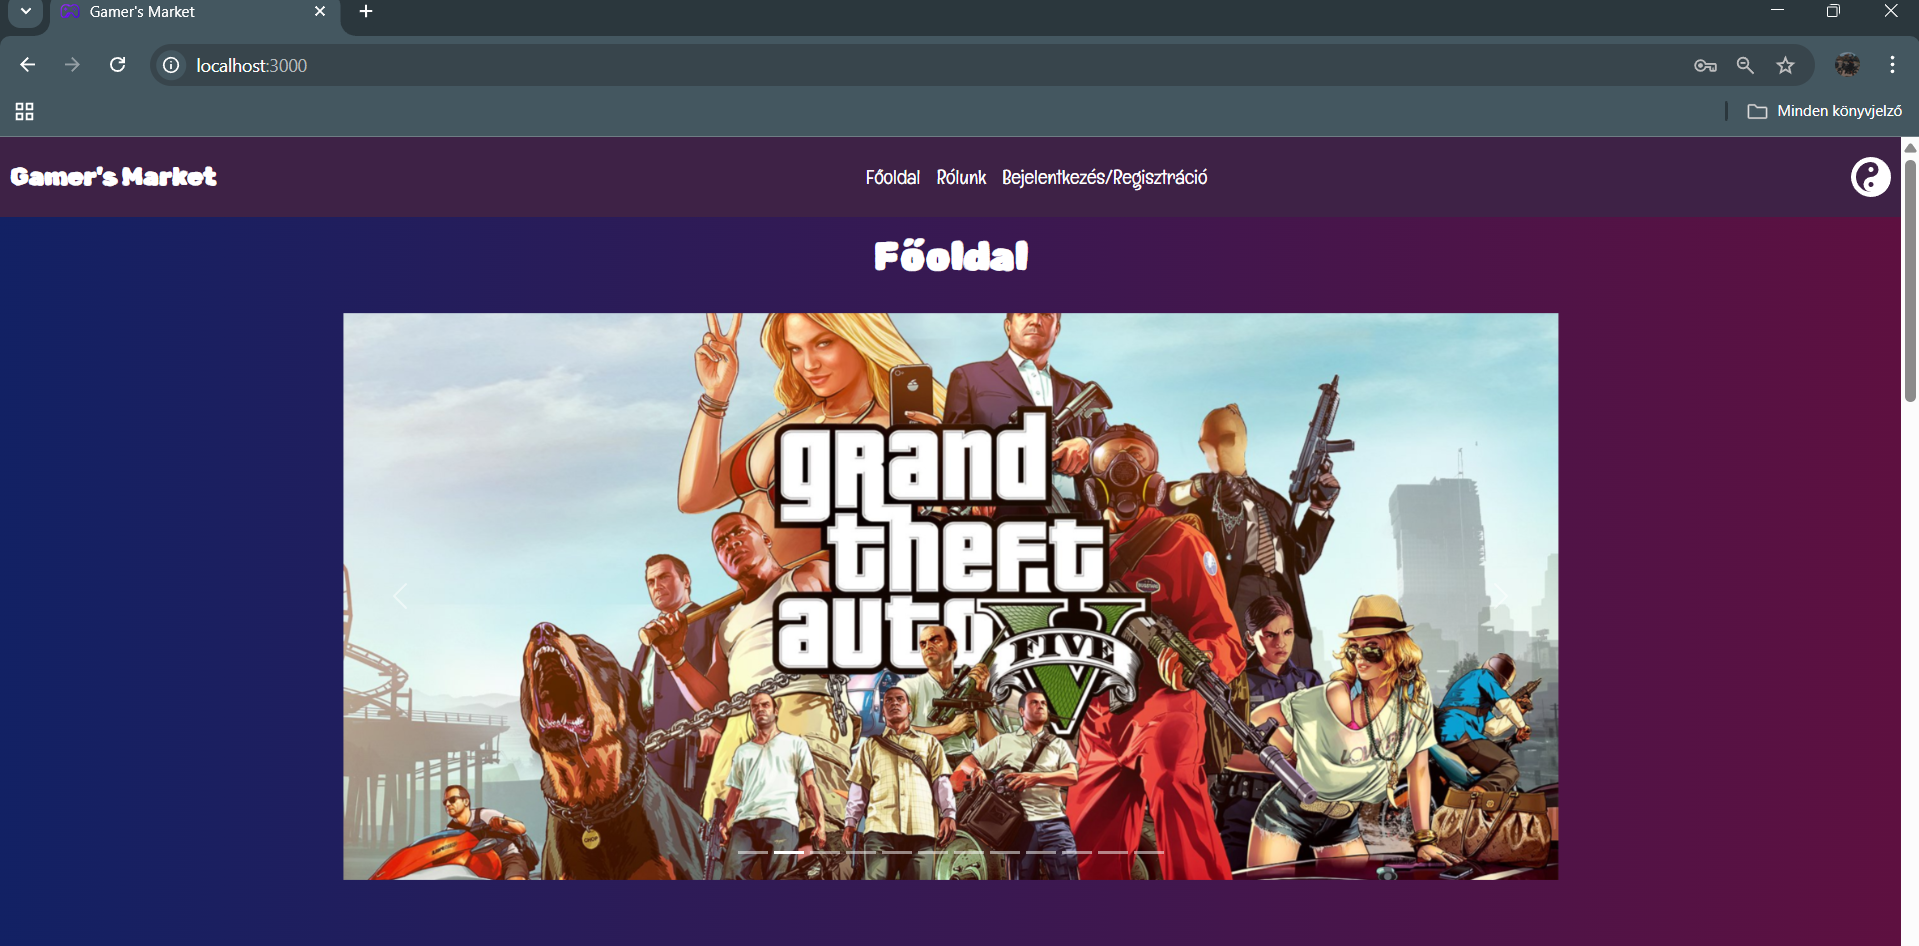 Gamer's Market
localhost:3000
Minden könyvjelző
Gamer's Market
Főoldal Rólunk Bejelentkezés/Regisztráció
Főoldal
grand
theft
auto V
FIVE